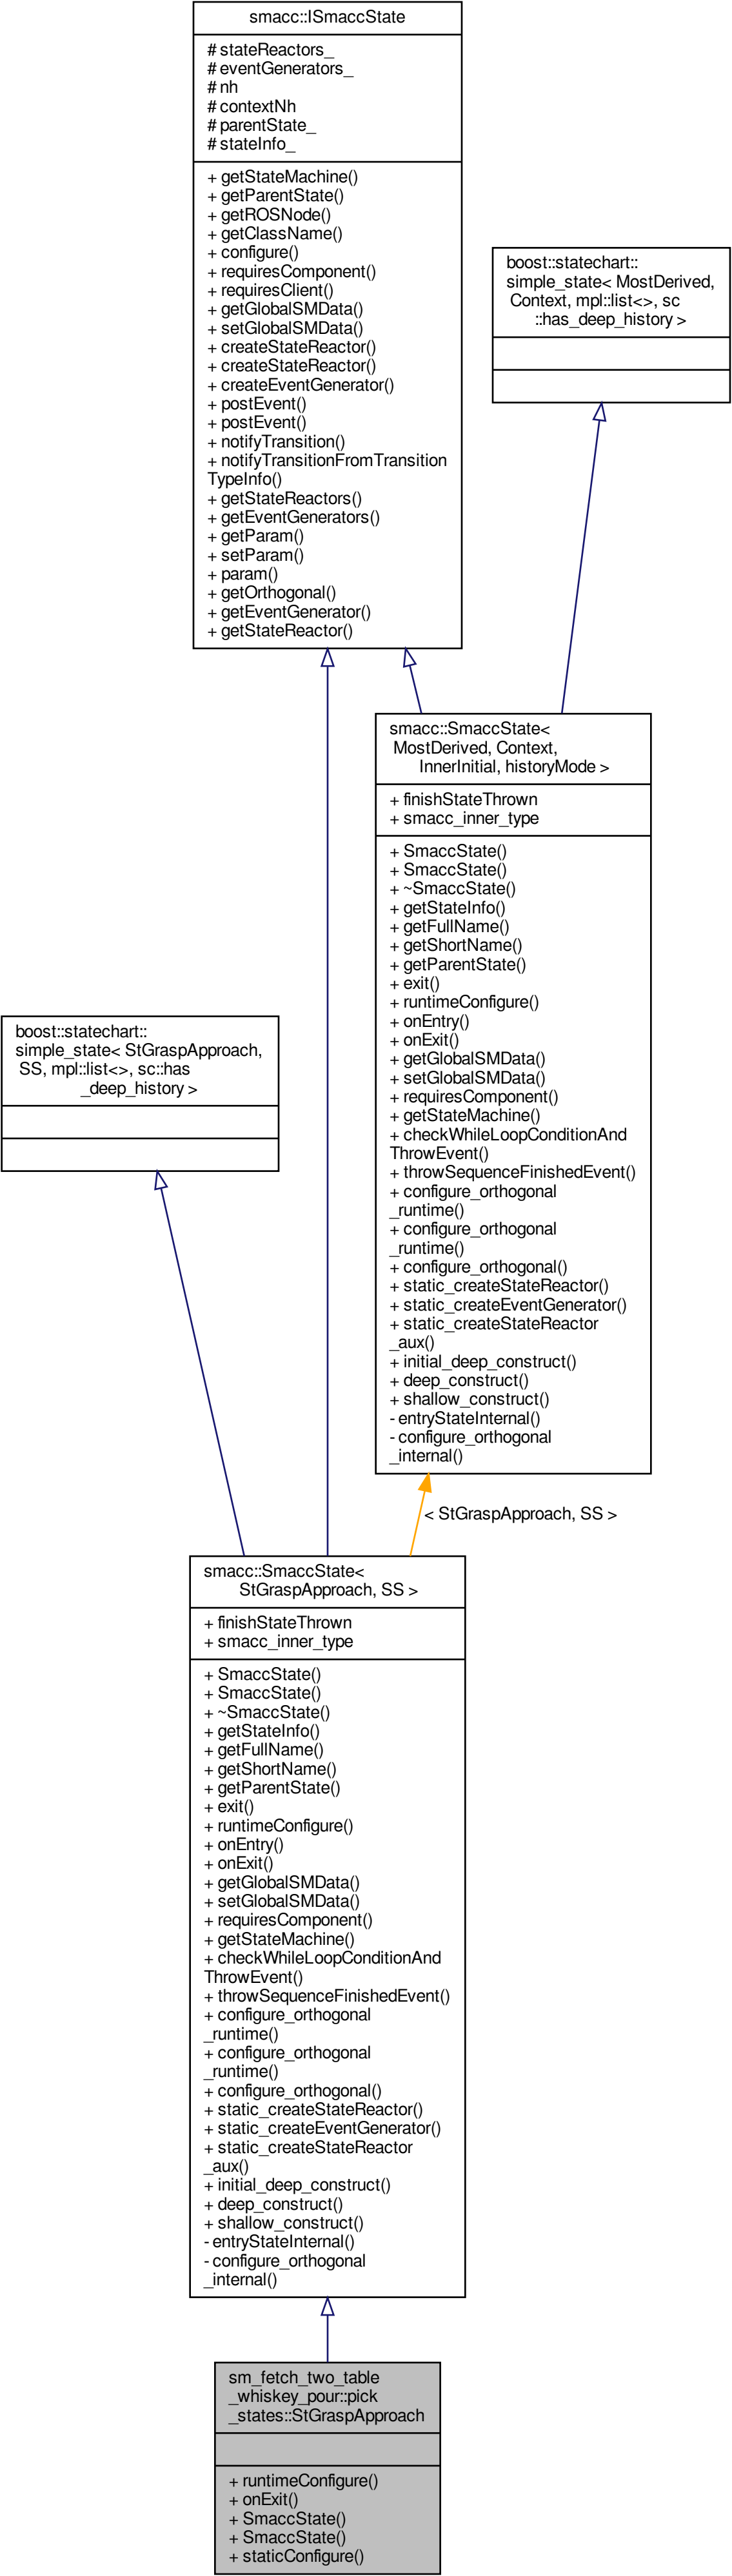 smacc::ISmaccState
# stateReactors_
# eventGenerators_
# nh
# contextNh
# parentState_
# stateInfo_
+ getStateMachine()
+ getParentState()
+ getROSNode()
+ getClassName()
+ configure()
+ requiresComponent()
+ requiresClient()
+ getGlobalSMData()
+ setGlobalSMData()
+ createStateReactor()
+ createStateReactor()
+ createEventGenerator()
+ postEvent()
+ postEvent()
+ notifyTransition()
+ notifyTransitionFromTransition
TypeInfo()
+ getStateReactors()
+ getEventGenerators()
+ getParam()
+ setParam()
+ param()
+ getOrthogonal()
+ getEventGenerator()
+ getStateReactor()
boost::statechart::
simple_state< MostDerived,
Context, mpl::list<>, sc
::has_deep_history >
smacc::SmaccState<
MostDerived, Context,
InnerInitial, historyMode >
+ finishStateThrown
+ smacc_inner_type
+ SmaccState()
+ SmaccState()
+ ~SmaccState()
+ getStateInfo()
+ getFullName()
+ getShortName()
+ getParentState()
+ exit()
+ runtimeConfigure()
+ onEntry()
+ onExit()
+ getGlobalSMData()
+ setGlobalSMData()
+ requiresComponent()
+ getStateMachine()
+ checkWhileLoopConditionAnd
ThrowEvent()
+ throwSequenceFinishedEvent()
+ configure_orthogonal
_runtime()
+ configure_orthogonal
_runtime()
+ configure_orthogonal()
+ static_createStateReactor()
+ static_createEventGenerator()
+ static_createStateReactor
_aux()
+ initial_deep_construct()
+ deep_construct()
+ shallow_construct()
- entryStateInternal()
- configure_orthogonal
_internal()
boost::statechart::
simple_state< StGraspApproach,
SS, mpl::list<>, sc::has
_deep_history >
< StGraspApproach, SS >
smacc::SmaccState<
StGraspApproach, SS >
+ finishStateThrown
+ smacc_inner_type
+ SmaccState()
+ SmaccState()
+ ~SmaccState()
+ getStateInfo()
+ getFullName()
+ getShortName()
+ getParentState()
+ exit()
+ runtimeConfigure()
+ onEntry()
+ onExit()
+ getGlobalSMData()
+ setGlobalSMData()
+ requiresComponent()
+ getStateMachine()
+ checkWhileLoopConditionAnd
ThrowEvent()
+ throwSequenceFinishedEvent()
+ configure_orthogonal
_runtime()
+ configure_orthogonal
_runtime()
+ configure_orthogonal()
+ static_createStateReactor()
+ static_createEventGenerator()
+ static_createStateReactor
_aux()
+ initial_deep_construct()
+ deep_construct()
+ shallow_construct()
- entryStateInternal()
- configure_orthogonal
_internal()
sm_fetch_two_table
_whiskey_pour::pick
_states::StGraspApproach
+ runtimeConfigure()
+ onExit()
+ SmaccState()
+ SmaccState()
+ staticConfigure()